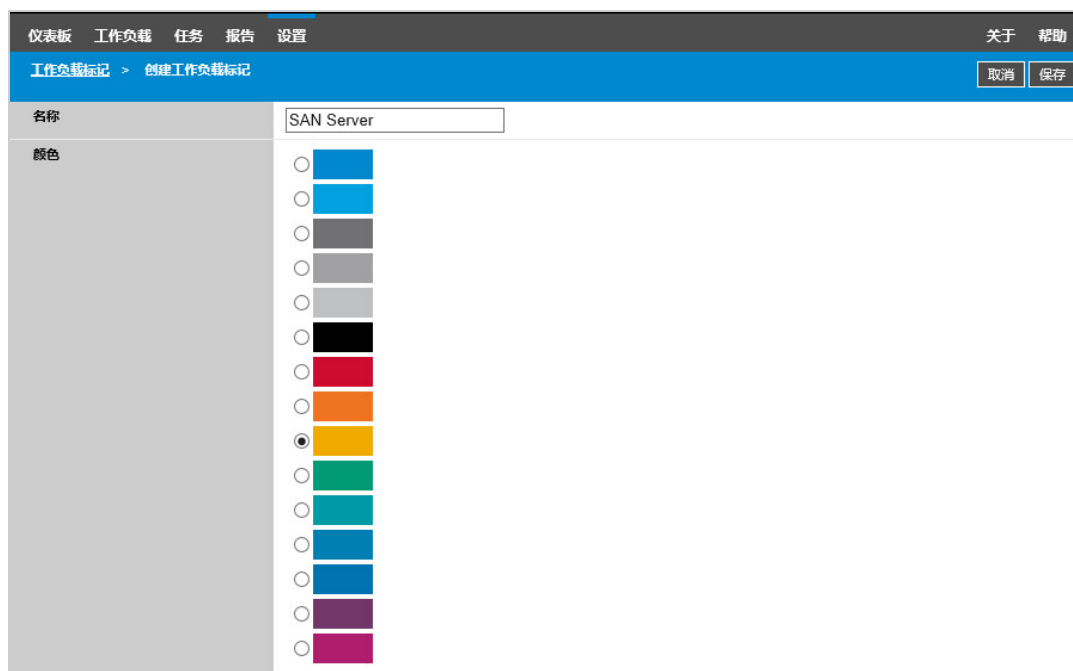 仪表板 工作负载 任务 报告 设置 关于 帮助
工作负载标记 > 创建工作负载标记 取消 保存
名称 SAN Server
颜色